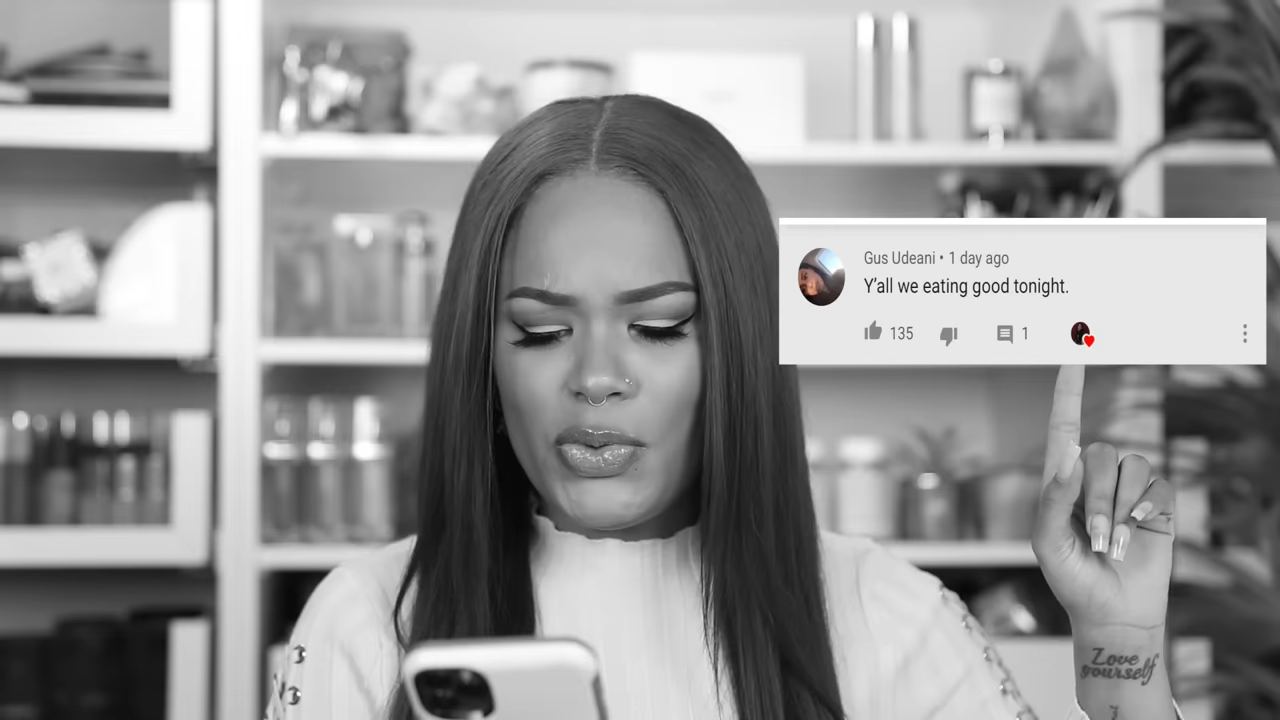 Gus Udeani • 1 day ago
Y'all we eating good tonight.
135 1
Love
yourself